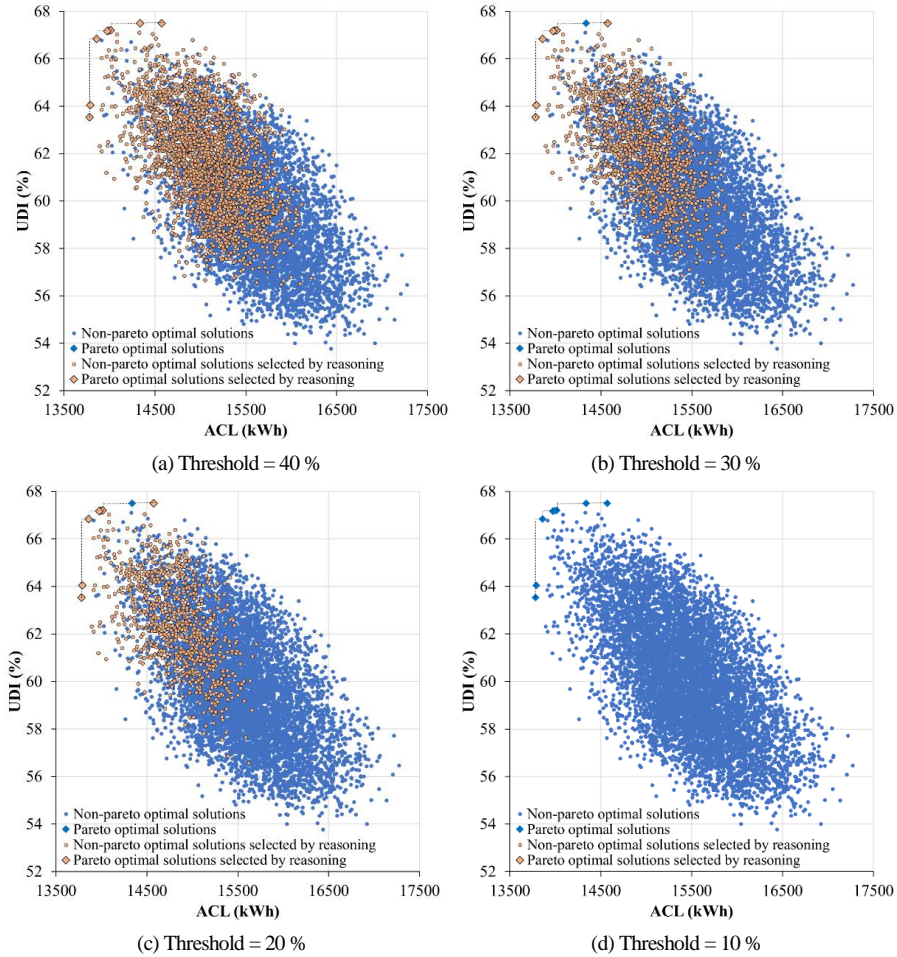 68
66
64
62
60
58
56
54
52
UDI (%)
Non-pareto optimal solutions
Pareto optimal solutions
Non-pareto optimal solutions selected by reasoning
Pareto optimal solutions selected by reasoning
13500 14500 15500 16500 17500
ACL (kWh)
(a) Threshold = 40 %
68
66
64
62
60
58
56
54
52
UDI (%)
Non-pareto optimal solutions
Pareto optimal solutions
Non-pareto optimal solutions selected by reasoning
Pareto optimal solutions selected by reasoning
13500 14500 15500 16500 17500
ACL (kWh)
(b) Threshold = 30 %
68
66
64
62
60
58
56
54
52
UDI (%)
Non-pareto optimal solutions
Pareto optimal solutions
Non-pareto optimal solutions selected by reasoning
Pareto optimal solutions selected by reasoning
13500 14500 15500 16500 17500
ACL (kWh)
(c) Threshold = 20 %
68
66
64
62
60
58
56
54
52
UDI (%)
Non-pareto optimal solutions
Pareto optimal solutions
Non-pareto optimal solutions selected by reasoning
Pareto optimal solutions selected by reasoning
13500 14500 15500 16500 17500
ACL (kWh)
(d) Threshold = 10 %